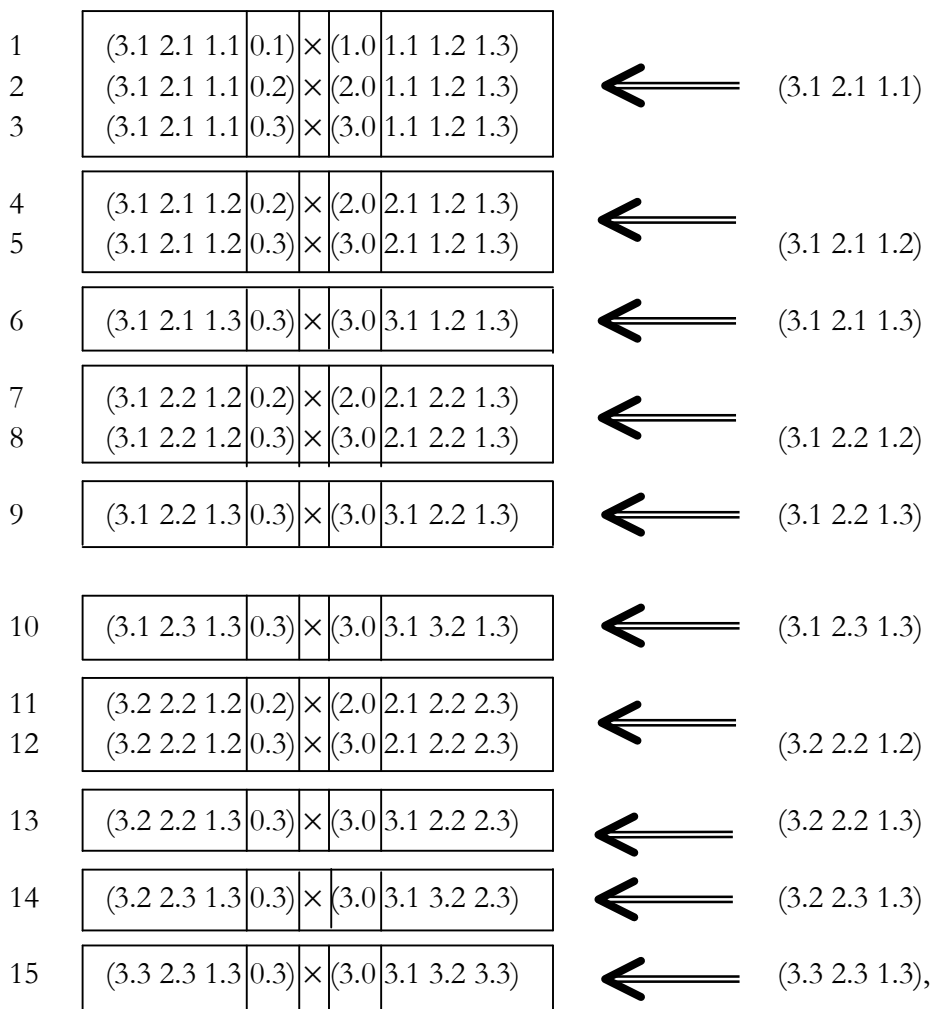 1 (3.1 2.1 1.1 0.1) × (1.0 1.1 1.2 1.3)
2 (3.1 2.1 1.1 0.2) × (2.0 1.1 1.2 1.3) (3.1 2.1 1.1)
3 (3.1 2.1 1.1 0.3) × (3.0 1.1 1.2 1.3)
4 (3.1 2.1 1.2 0.2) × (2.0 2.1 1.2 1.3)
5 (3.1 2.1 1.2 0.3) × (3.0 2.1 1.2 1.3) (3.1 2.1 1.2)
6 (3.1 2.1 1.3 0.3) × (3.0 3.1 1.2 1.3) (3.1 2.1 1.3)
7 (3.1 2.2 1.2 0.2) × (2.0 2.1 2.2 1.3)
8 (3.1 2.2 1.2 0.3) × (3.0 2.1 2.2 1.3) (3.1 2.2 1.2)
9 (3.1 2.2 1.3 0.3) × (3.0 3.1 2.2 1.3) (3.1 2.2 1.3)
10 (3.1 2.3 1.3 0.3) × (3.0 3.1 3.2 1.3) (3.1 2.3 1.3)
11 (3.2 2.2 1.2 0.2) × (2.0 2.1 2.2 2.3)
12 (3.2 2.2 1.2 0.3) × (3.0 2.1 2.2 2.3) (3.2 2.2 1.2)
13 (3.2 2.2 1.3 0.3) × (3.0 3.1 2.2 2.3) (3.2 2.2 1.3)
14 (3.2 2.3 1.3 0.3) × (3.0 3.1 3.2 2.3) (3.2 2.3 1.3)
15 (3.3 2.3 1.3 0.3) × (3.0 3.1 3.2 3.3) (3.3 2.3 1.3),